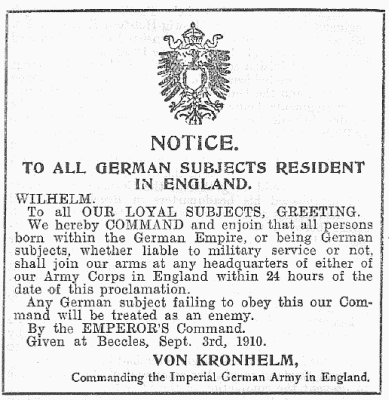 NOTICE.
TO ALL GERMAN SUBJECTS RESIDENT
IN ENGLAND.
WILHELM.
To all OUR LOYAL SUBJECTS, GREETING.
We hereby COMMAND and enjoin that all persons
born within the German Empire, or being German
subjects, whether liable to military service or not,
shall join our arms at any headquarters of either of
our Army Corps in England within 24 hours of the
date of this proclamation.
Any German subject failing to obey this our Com-
mand will be treated as an enemy.
By the EMPEROR'S Command.
Given at Beccles, Sept. 3rd, 1910.
VON KRONHELM,
Commanding the Imperial German Army in England.